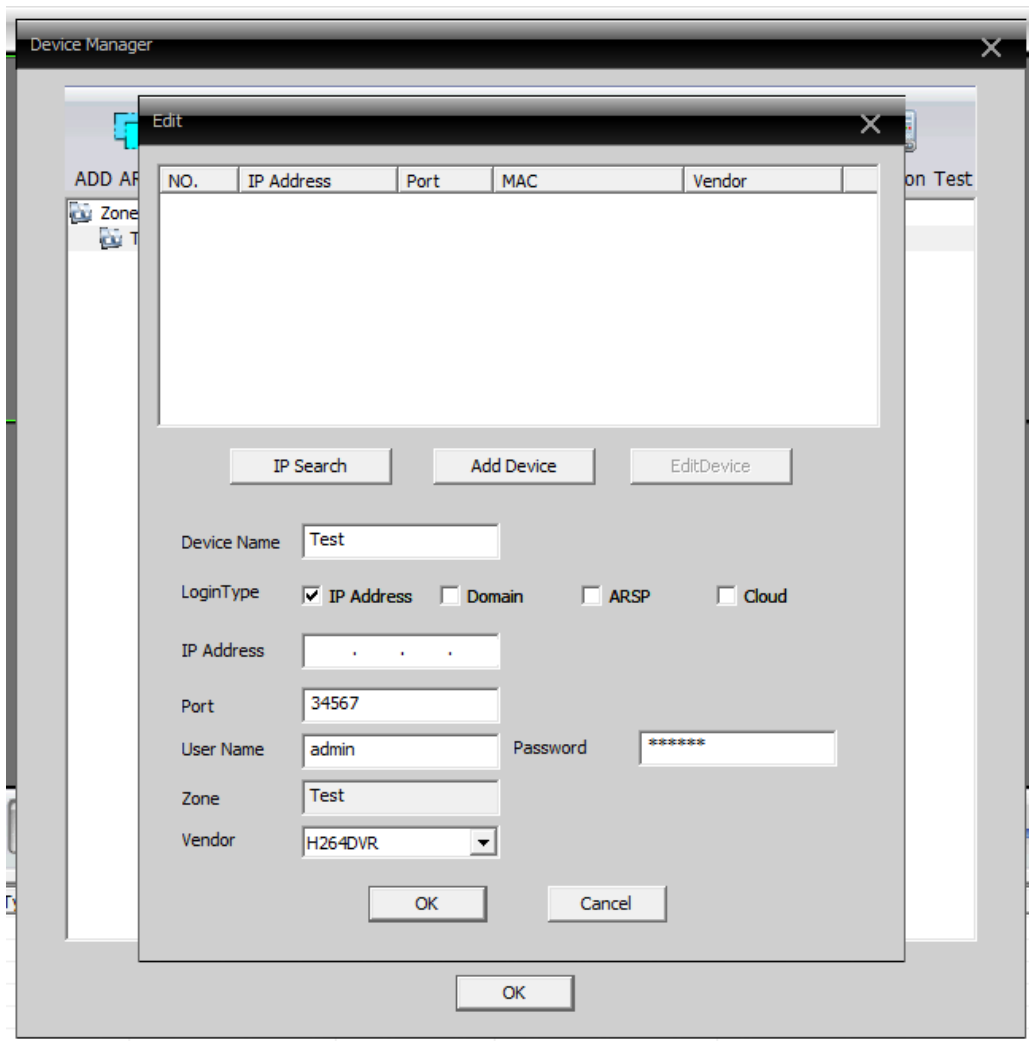 Device Manager
Edit
ADD AR
on Test
NO. IP Address Port MAC Vendor
Zone
T
IP Search Add Device EditDevice
Device Name Test
LoginType IP Address Domain ARSP Cloud
IP Address . . .
Port 34567
User Name admin Password ******
Zone Test
Vendor H264DVR
OK Cancel
Ty
OK